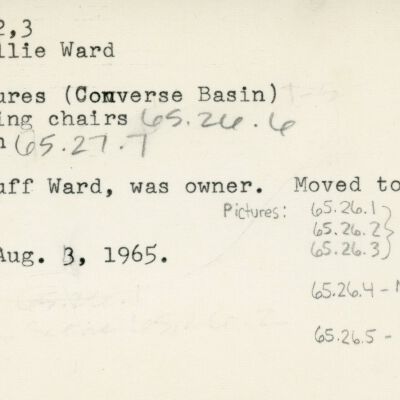 2,3
llie Ward
ures (Converse Basin)
ing chairs 65.26.6
n 65.27.7
uff Ward, was owner. Moved to
Pictures: 65.26.1
65.26.2
65.26.3
Aug. 3, 1965.
65.26.4 -
65.26.5 -